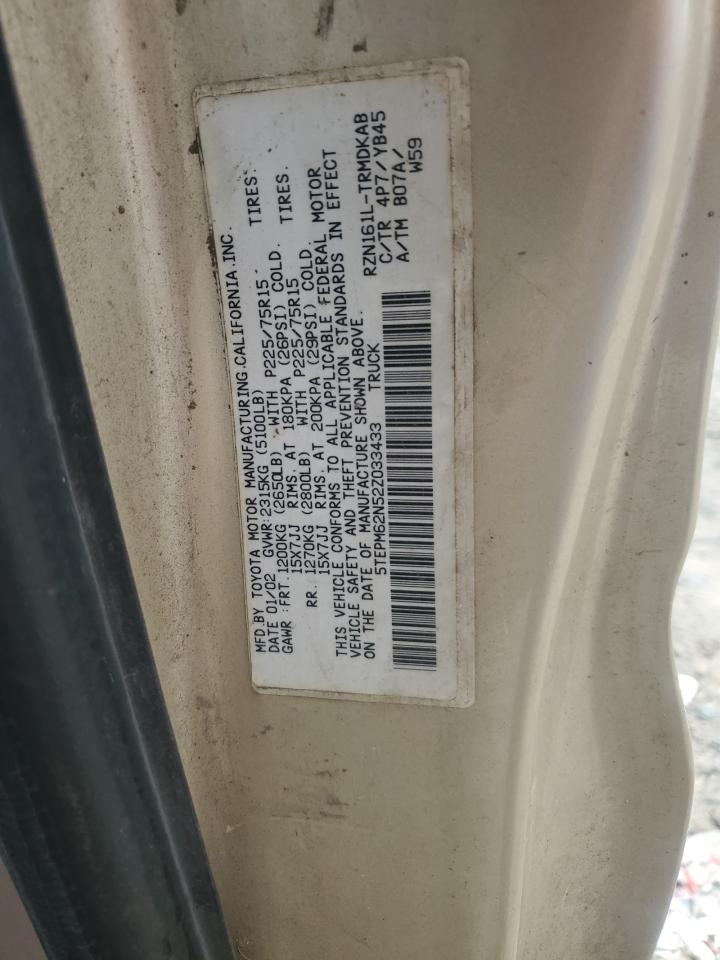 MFD.BY TOYOTA MOTOR MANUFACTURING.CALIFORNIA.INC.
DATE 01/02 GVWR:2315KG (5100LB)
GAWR :FRT.1200KG (2650LB) WITH P225/75R15 TIRES.
15X7JJ RIMS. AT 180KPA (26PSI) COLD.
RR. 1270KG (2800LB) WITH P225/75R15 TIRES.
15X7JJ RIMS. AT 200KPA (29PSI) COLD.
THIS VEHICLE CONFORMS TO ALL APPLICABLE FEDERAL MOTOR
VEHICLE SAFETY AND THEFT PREVENTION STANDARDS IN EFFECT
ON THE DATE OF MANUFACTURE SHOWN ABOVE.
5TEPM62N52Z033433 TRUCK
RZN161L-TRMDKAB
C/TR 4P7/YB45
A/TM B07A/
W59